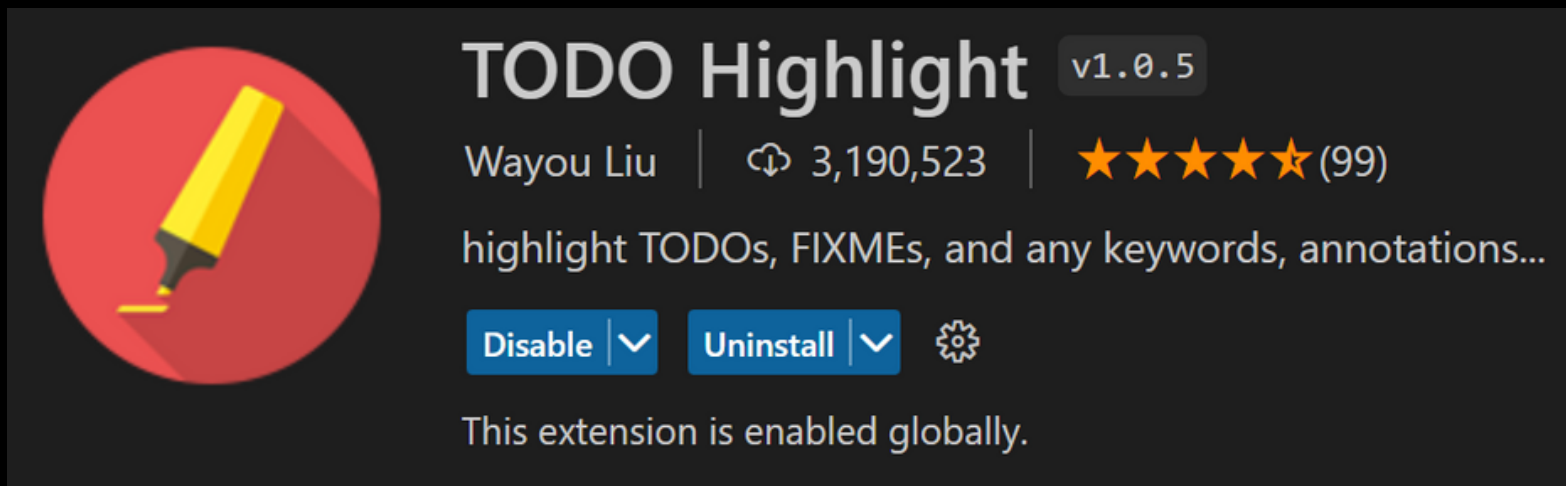 TODO Highlight v1.0.5
Wayou Liu 3,190,523 (99)
highlight TODOs, FIXMEs, and any keywords, annotations...
Disable Uninstall
This extension is enabled globally.